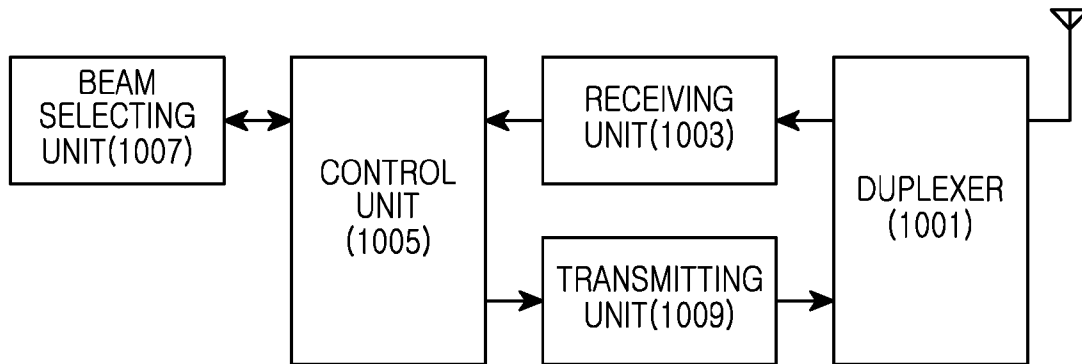 BEAM
SELECTING
UNIT(1007)
CONTROL
UNIT
(1005)
RECEIVING
UNIT(1003)
TRANSMITTING
UNIT(1009)
DUPLEXER
(1001)